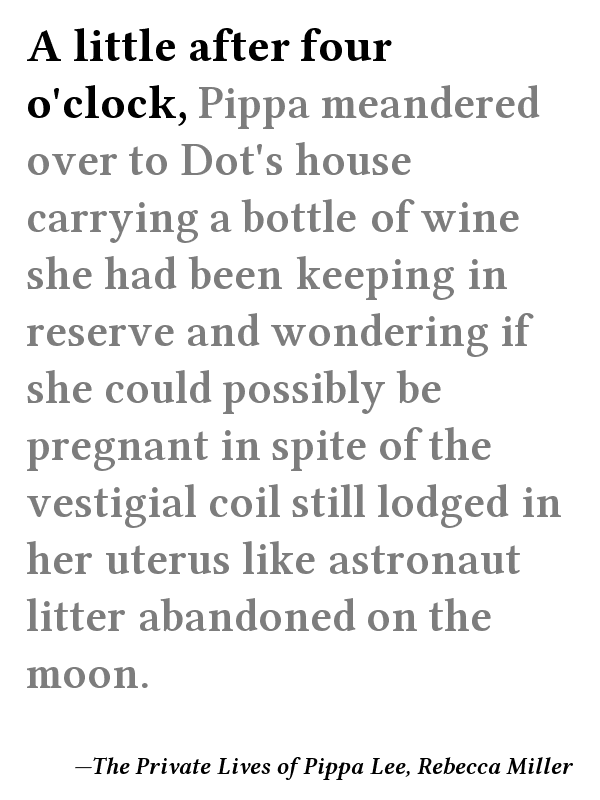 A little after four
o'clock, Pippa meandered
over to Dot's house
carrying a bottle of wine
she had been keeping in
reserve and wondering if
she could possibly be
pregnant in spite of the
vestigial coil still lodged in
her uterus like astronaut
litter abandoned on the
moon.
—The Private Lives of Pippa Lee, Rebecca Miller